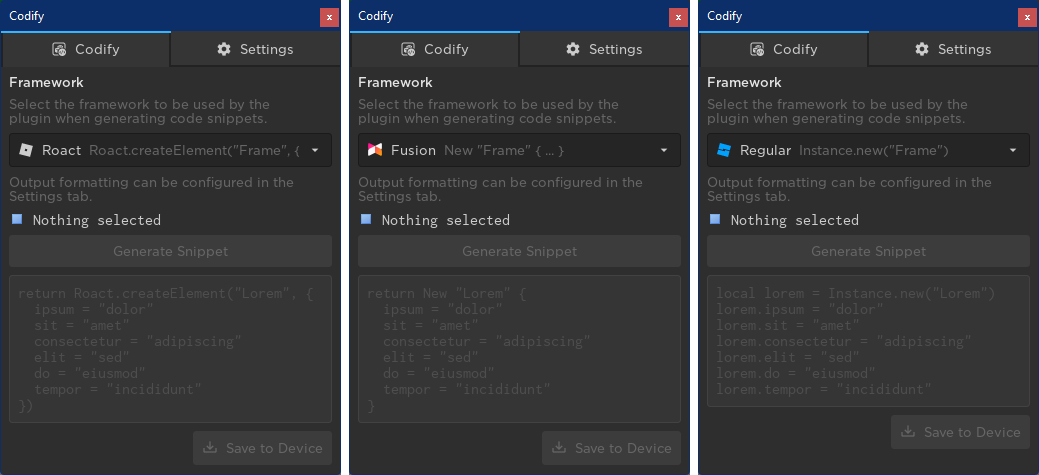 Codify
x
Codify
Settings
Framework
Select the framework to be used by the
plugin when generating code snippets.
Roact Roact.createElement("Frame", {
Output formatting can be configured in the
Settings tab.
Nothing selected
Generate Snippet
return Roact.createElement("Lorem", {
  ipsum = "dolor"
  sit = "amet"
  consectetur = "adipiscing"
  elit = "sed"
  do = "eiusmod"
  tempor = "incididunt"
})
Save to Device
Codify
x
Codify
Settings
Framework
Select the framework to be used by the
plugin when generating code snippets.
Fusion New "Frame" { ... }
Output formatting can be configured in the
Settings tab.
Nothing selected
Generate Snippet
return New "Lorem" {
  ipsum = "dolor"
  sit = "amet"
  consectetur = "adipiscing"
  elit = "sed"
  do = "eiusmod"
  tempor = "incididunt"
}
Save to Device
Codify
x
Codify
Settings
Framework
Select the framework to be used by the
plugin when generating code snippets.
Regular Instance.new("Frame")
Output formatting can be configured in the
Settings tab.
Nothing selected
Generate Snippet
local lorem = Instance.new("Lorem")
lorem.ipsum = "dolor"
lorem.sit = "amet"
lorem.consectetur = "adipiscing"
lorem.elit = "sed"
lorem.do = "eiusmod"
lorem.tempor = "incididunt"
Save to Device